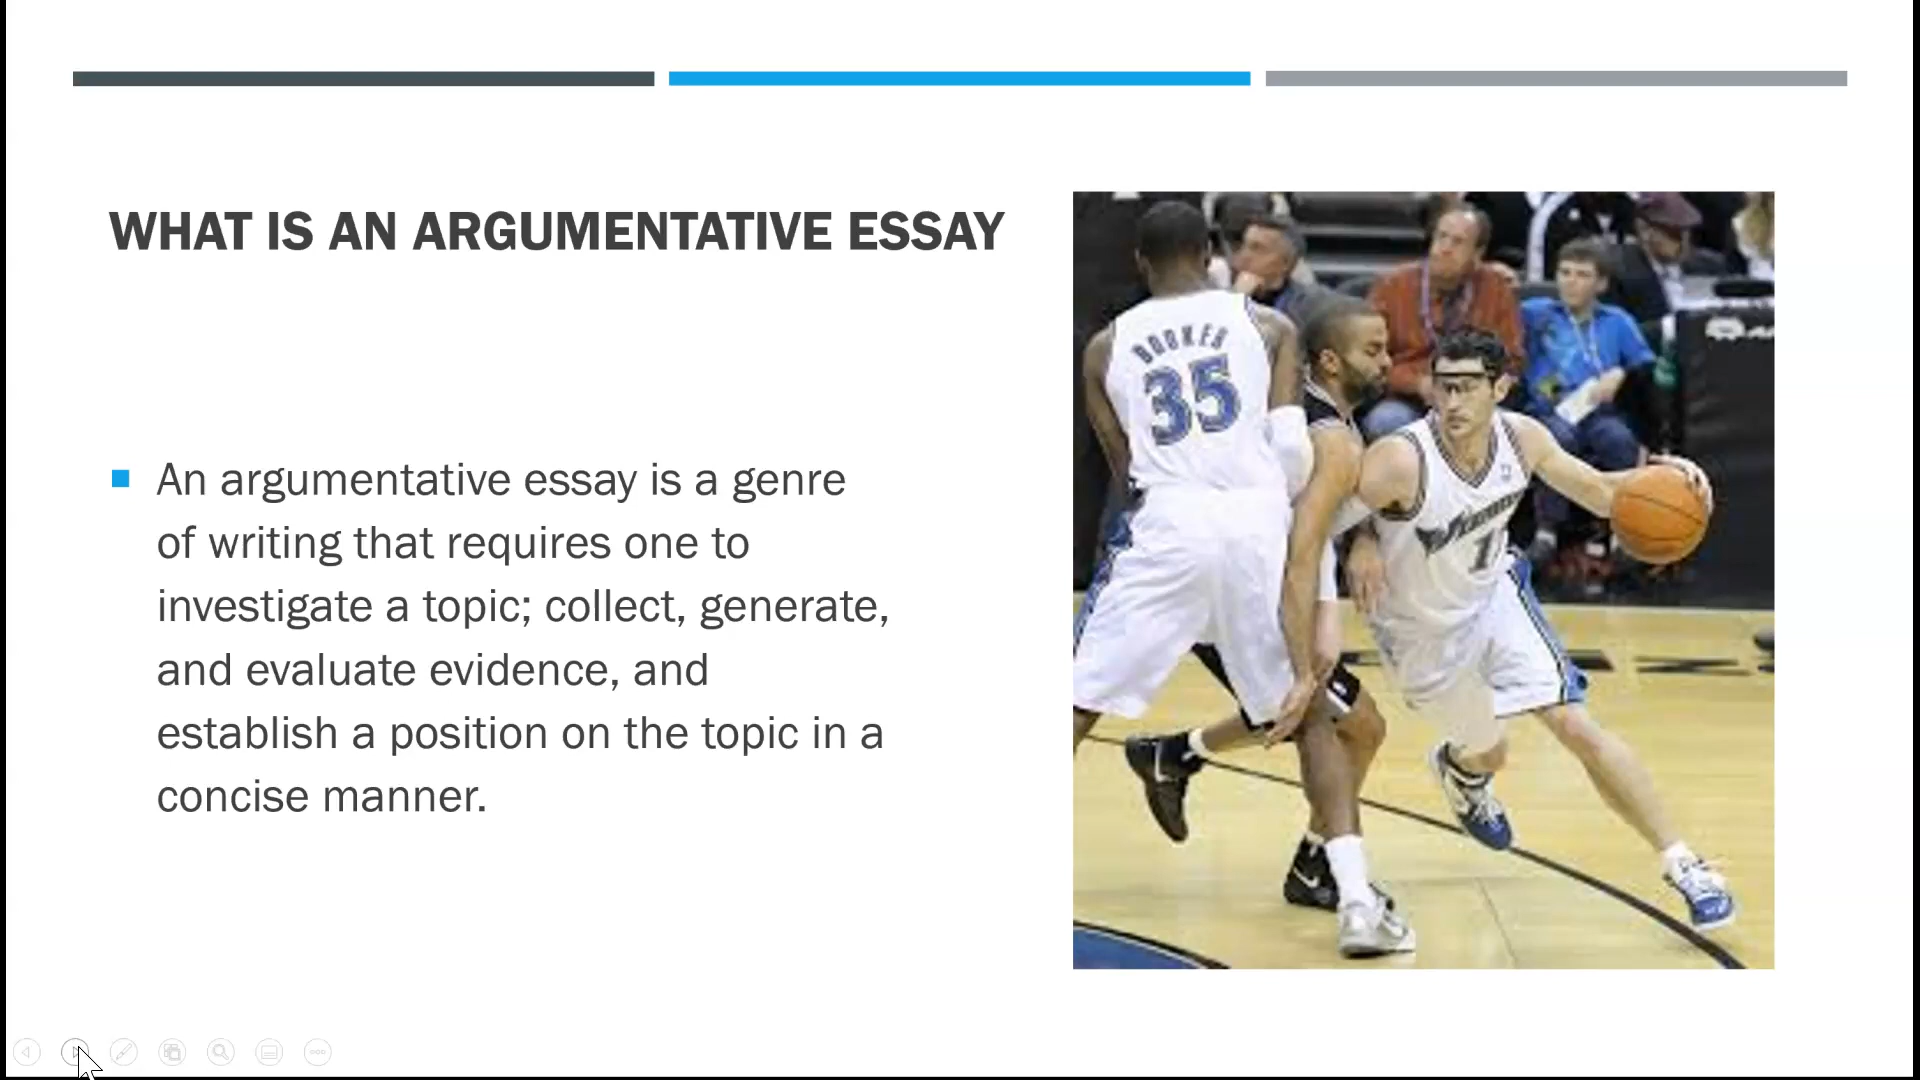 WHAT IS AN ARGUMENTATIVE ESSAY
An argumentative essay is a genre
of writing that requires one to
investigate a topic; collect, generate,
and evaluate evidence, and
establish a position on the topic in a
concise manner.
BOOKER
35
1